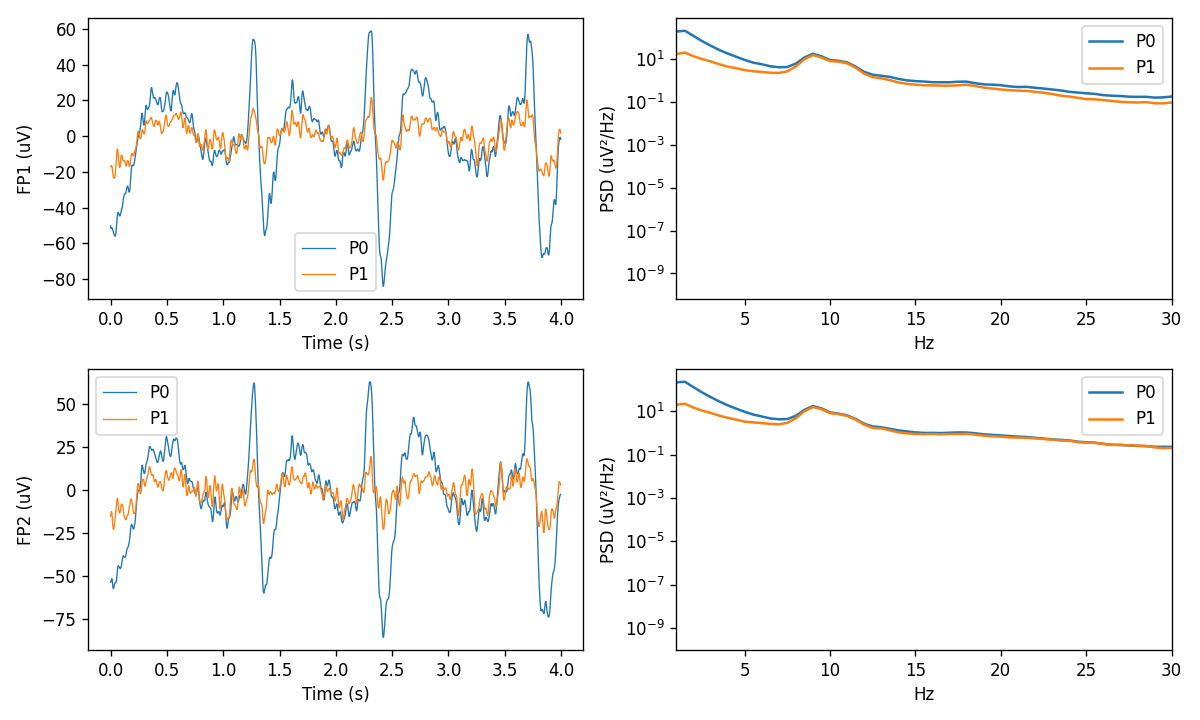 60
40
20
0
−20
−40
−60
−80
FP1 (uV)
P0
P1
0.0 0.5 1.0 1.5 2.0 2.5 3.0 3.5 4.0
Time (s)
10¹
10⁻¹
10⁻³
10⁻⁵
10⁻⁷
10⁻⁹
PSD (uV²/Hz)
P0
P1
5 10 15 20 25 30
Hz
50
25
0
−25
−50
−75
FP2 (uV)
P0
P1
0.0 0.5 1.0 1.5 2.0 2.5 3.0 3.5 4.0
Time (s)
10¹
10⁻¹
10⁻³
10⁻⁵
10⁻⁷
10⁻⁹
PSD (uV²/Hz)
P0
P1
5 10 15 20 25 30
Hz